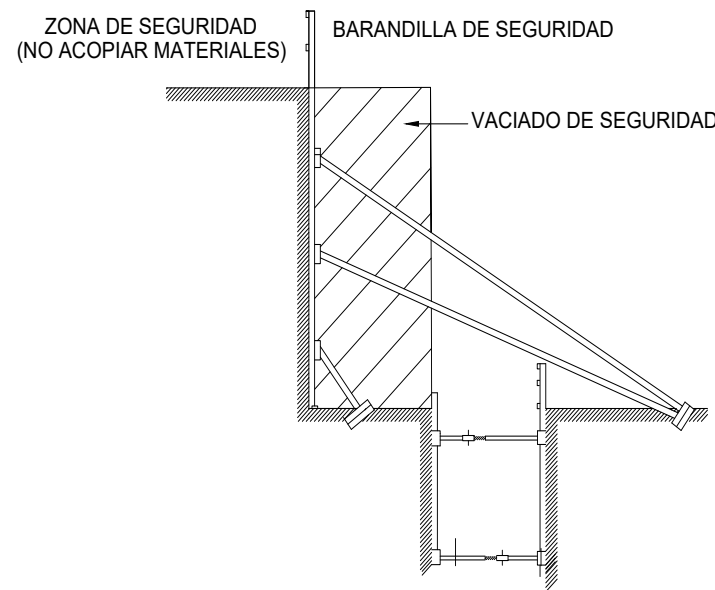 ZONA DE SEGURIDAD
(NO ACOPIAR MATERIALES)
BARANDILLA DE SEGURIDAD
VACIADO DE SEGURIDAD